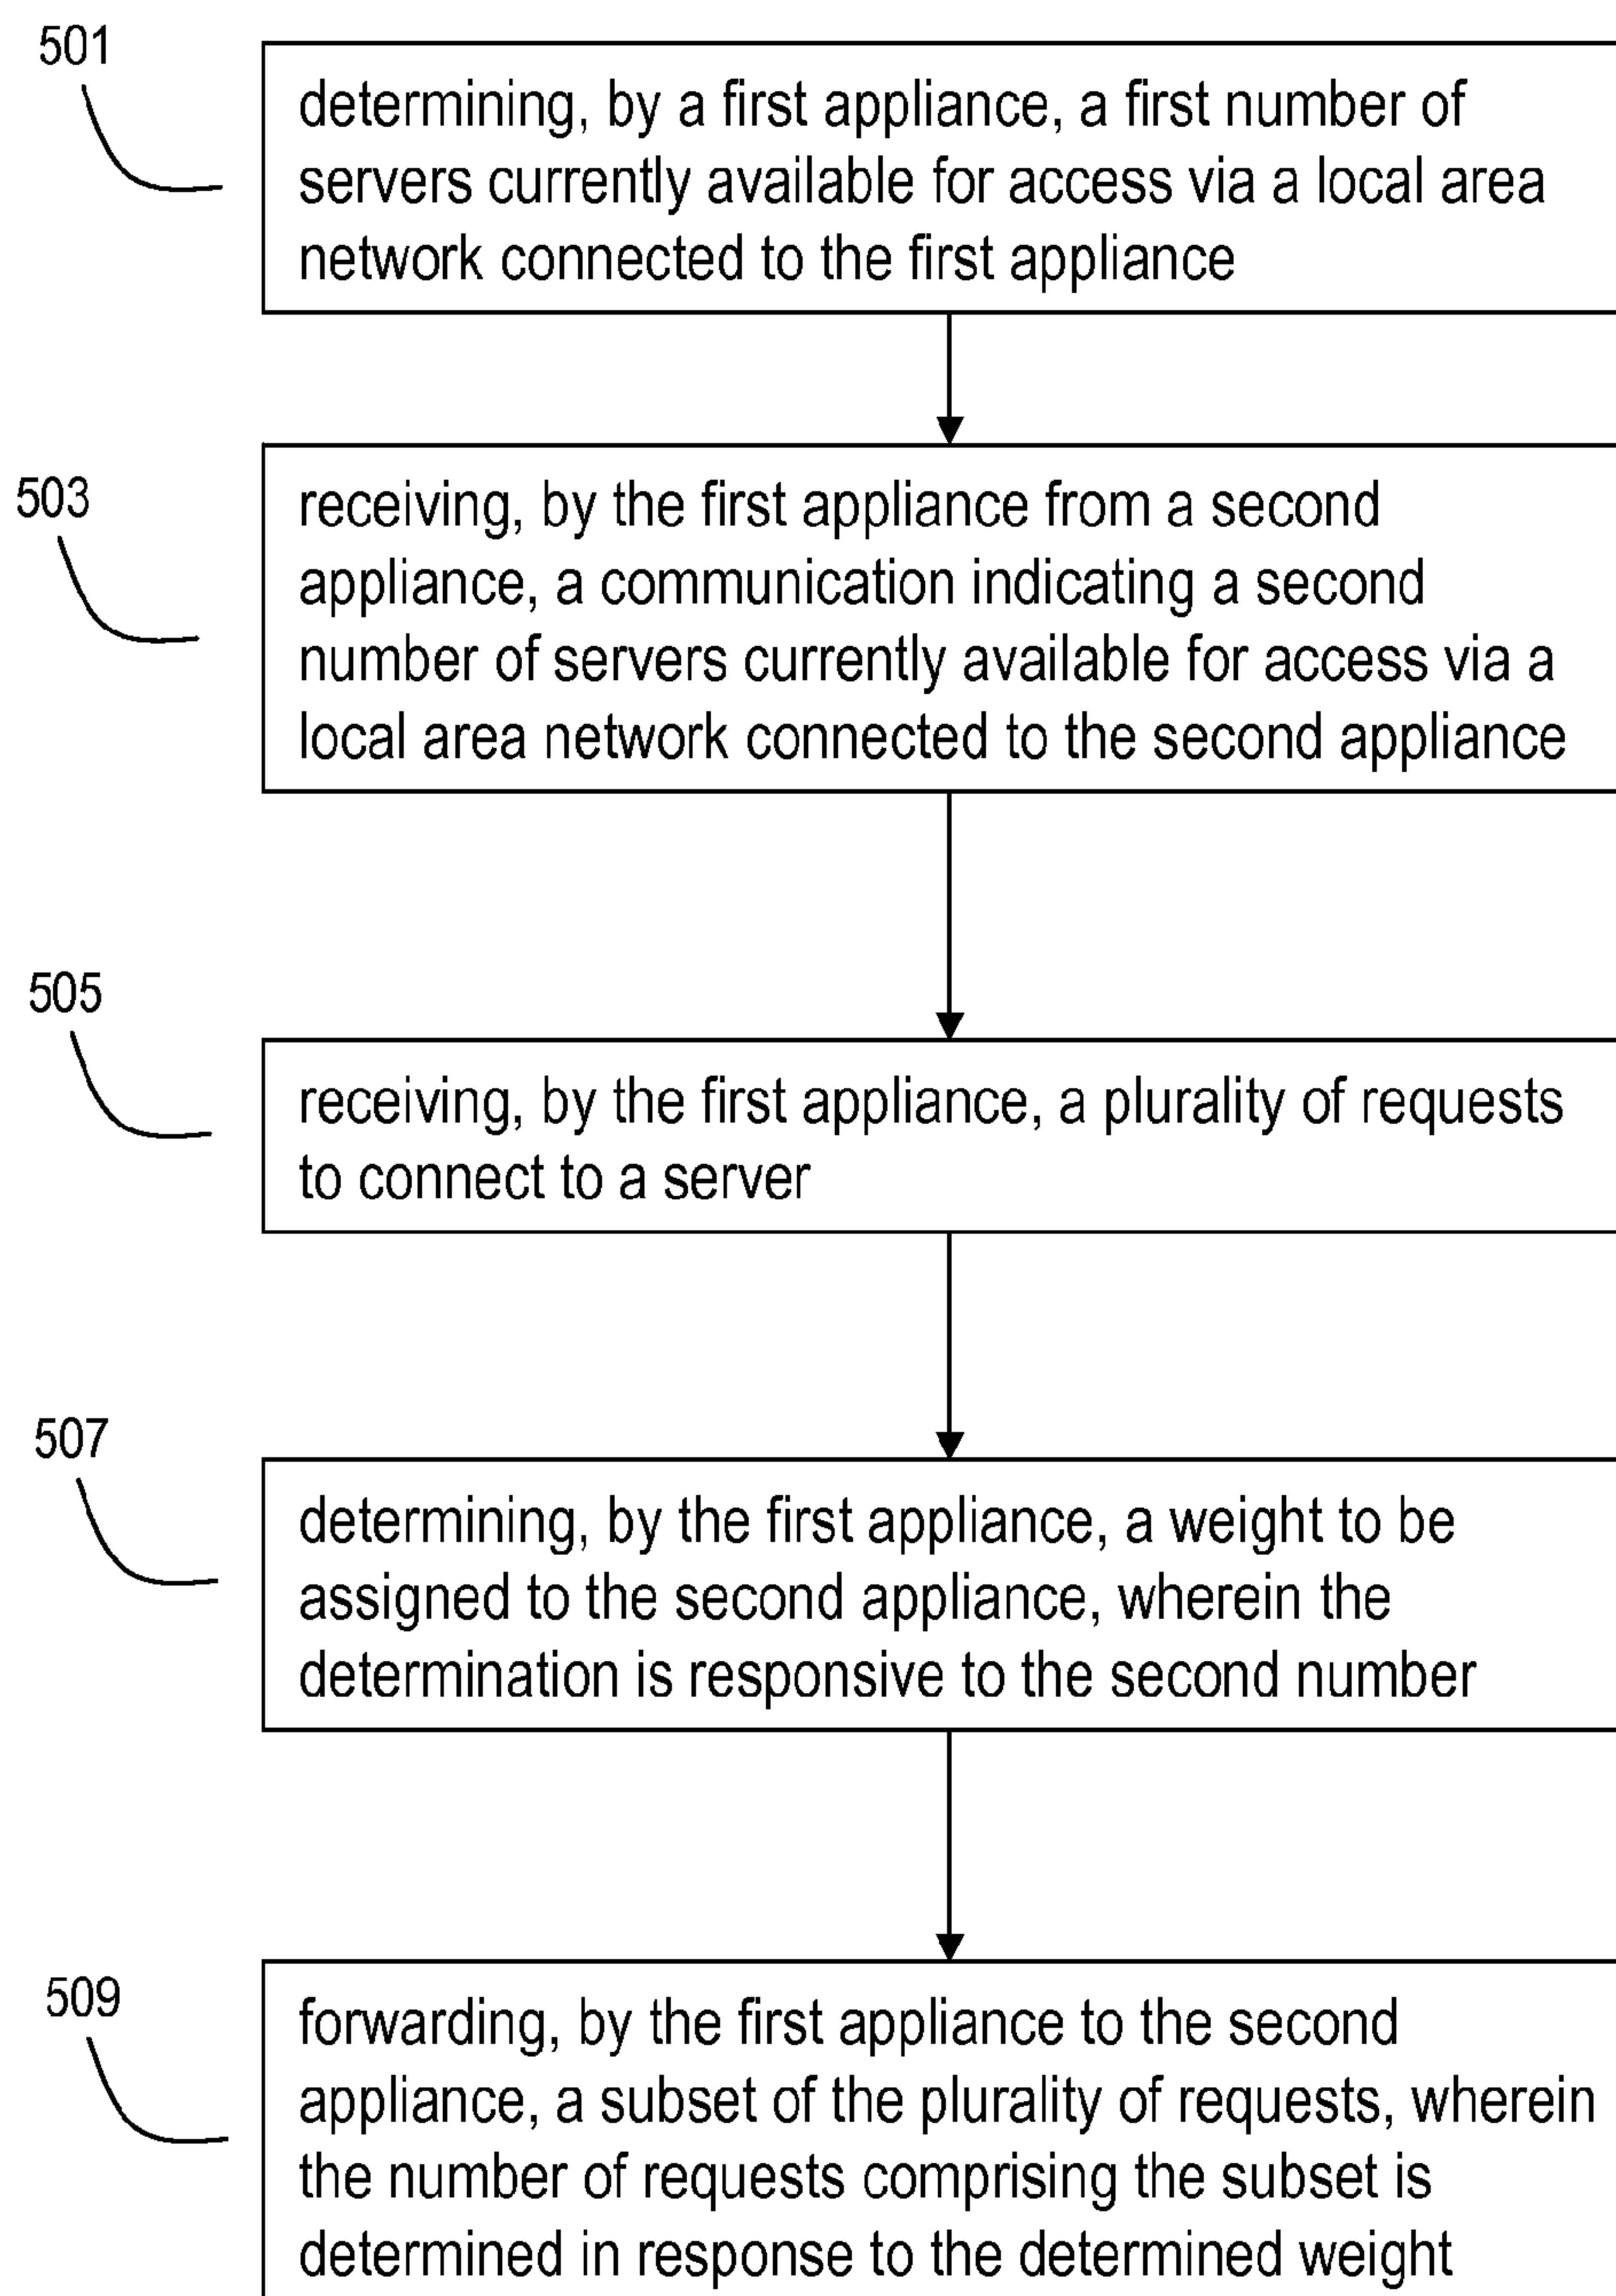 501
determining, by a first appliance, a first number of
servers currently available for access via a local area
network connected to the first appliance
503
receiving, by the first appliance from a second
appliance, a communication indicating a second
number of servers currently available for access via a
local area network connected to the second appliance
505
receiving, by the first appliance, a plurality of requests
to connect to a server
507
determining, by the first appliance, a weight to be
assigned to the second appliance, wherein the
determination is responsive to the second number
509
forwarding, by the first appliance to the second
appliance, a subset of the plurality of requests, wherein
the number of requests comprising the subset is
determined in response to the determined weight